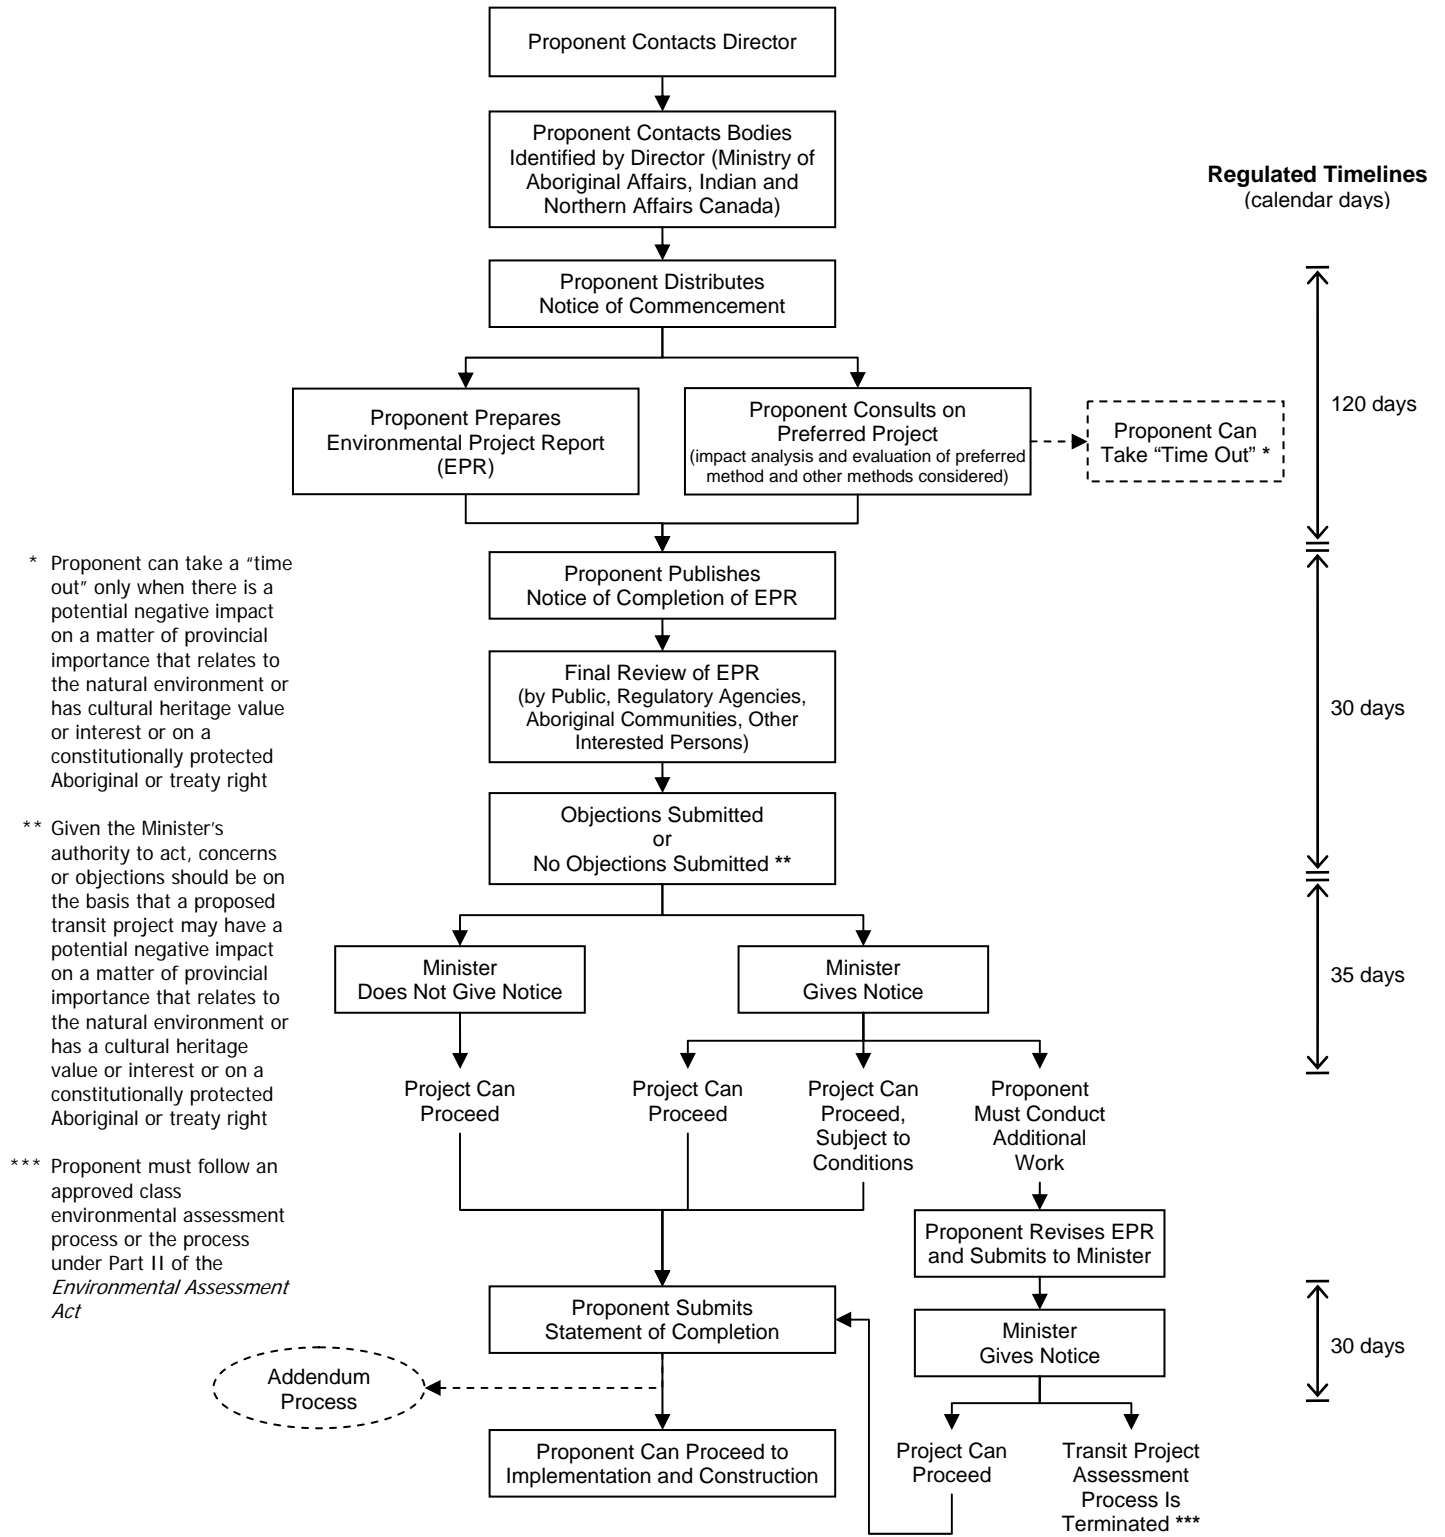 Proponent Contacts Director
Proponent Contacts Bodies
Identified by Director (Ministry of
Aboriginal Affairs, Indian and
Northern Affairs Canada)
Regulated Timelines
(calendar days)
Proponent Distributes
Notice of Commencement
Proponent Prepares
Environmental Project Report
(EPR)
Proponent Consults on
Preferred Project
(impact analysis and evaluation of preferred
method and other methods considered)
Proponent Can
Take “Time Out” *
120 days
Proponent Publishes
Notice of Completion of EPR
Final Review of EPR
(by Public, Regulatory Agencies,
Aboriginal Communities, Other
Interested Persons)
30 days
Objections Submitted
or
No Objections Submitted **
Minister
Does Not Give Notice
Minister
Gives Notice
35 days
Project Can
Proceed
Project Can
Proceed
Project Can
Proceed,
Subject to
Conditions
Proponent
Must Conduct
Additional
Work
Proponent Revises EPR
and Submits to Minister
Proponent Submits
Statement of Completion
Minister
Gives Notice
30 days
Addendum
Process
Proponent Can Proceed to
Implementation and Construction
Project Can
Proceed
Transit Project
Assessment
Process Is
Terminated ***
* Proponent can take a “time
out” only when there is a
potential negative impact
on a matter of provincial
importance that relates to
the natural environment or
has cultural heritage value
or interest or on a
constitutionally protected
Aboriginal or treaty right
** Given the Minister’s
authority to act, concerns
or objections should be on
the basis that a proposed
transit project may have a
potential negative impact
on a matter of provincial
importance that relates to
the natural environment or
has a cultural heritage
value or interest or on a
constitutionally protected
Aboriginal or treaty right
*** Proponent must follow an
approved class
environmental assessment
process or the process
under Part II of the
Environmental Assessment
Act